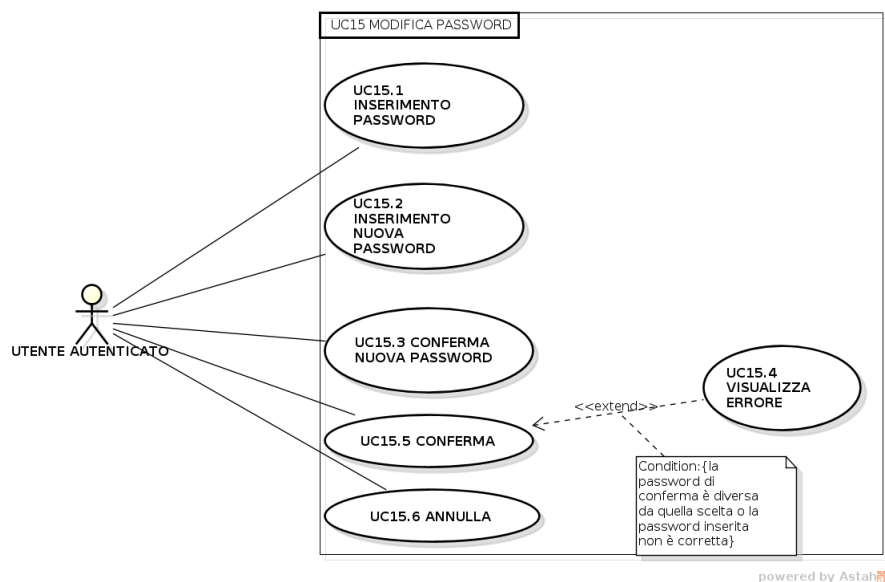 UC15 MODIFICA PASSWORD
UC15.1
INSERIMENTO
PASSWORD
UC15.2
INSERIMENTO
NUOVA
PASSWORD
UTENTE AUTENTICATO
UC15.3 CONFERMA
NUOVA PASSWORD
UC15.4
VISUALIZZA
ERRORE
<<extend>>
UC15.5 CONFERMA
Condition:{la
password di
conferma è diversa
da quella scelta o la
password inserita
non è corretta}
UC15.6 ANNULLA
powered by Astah